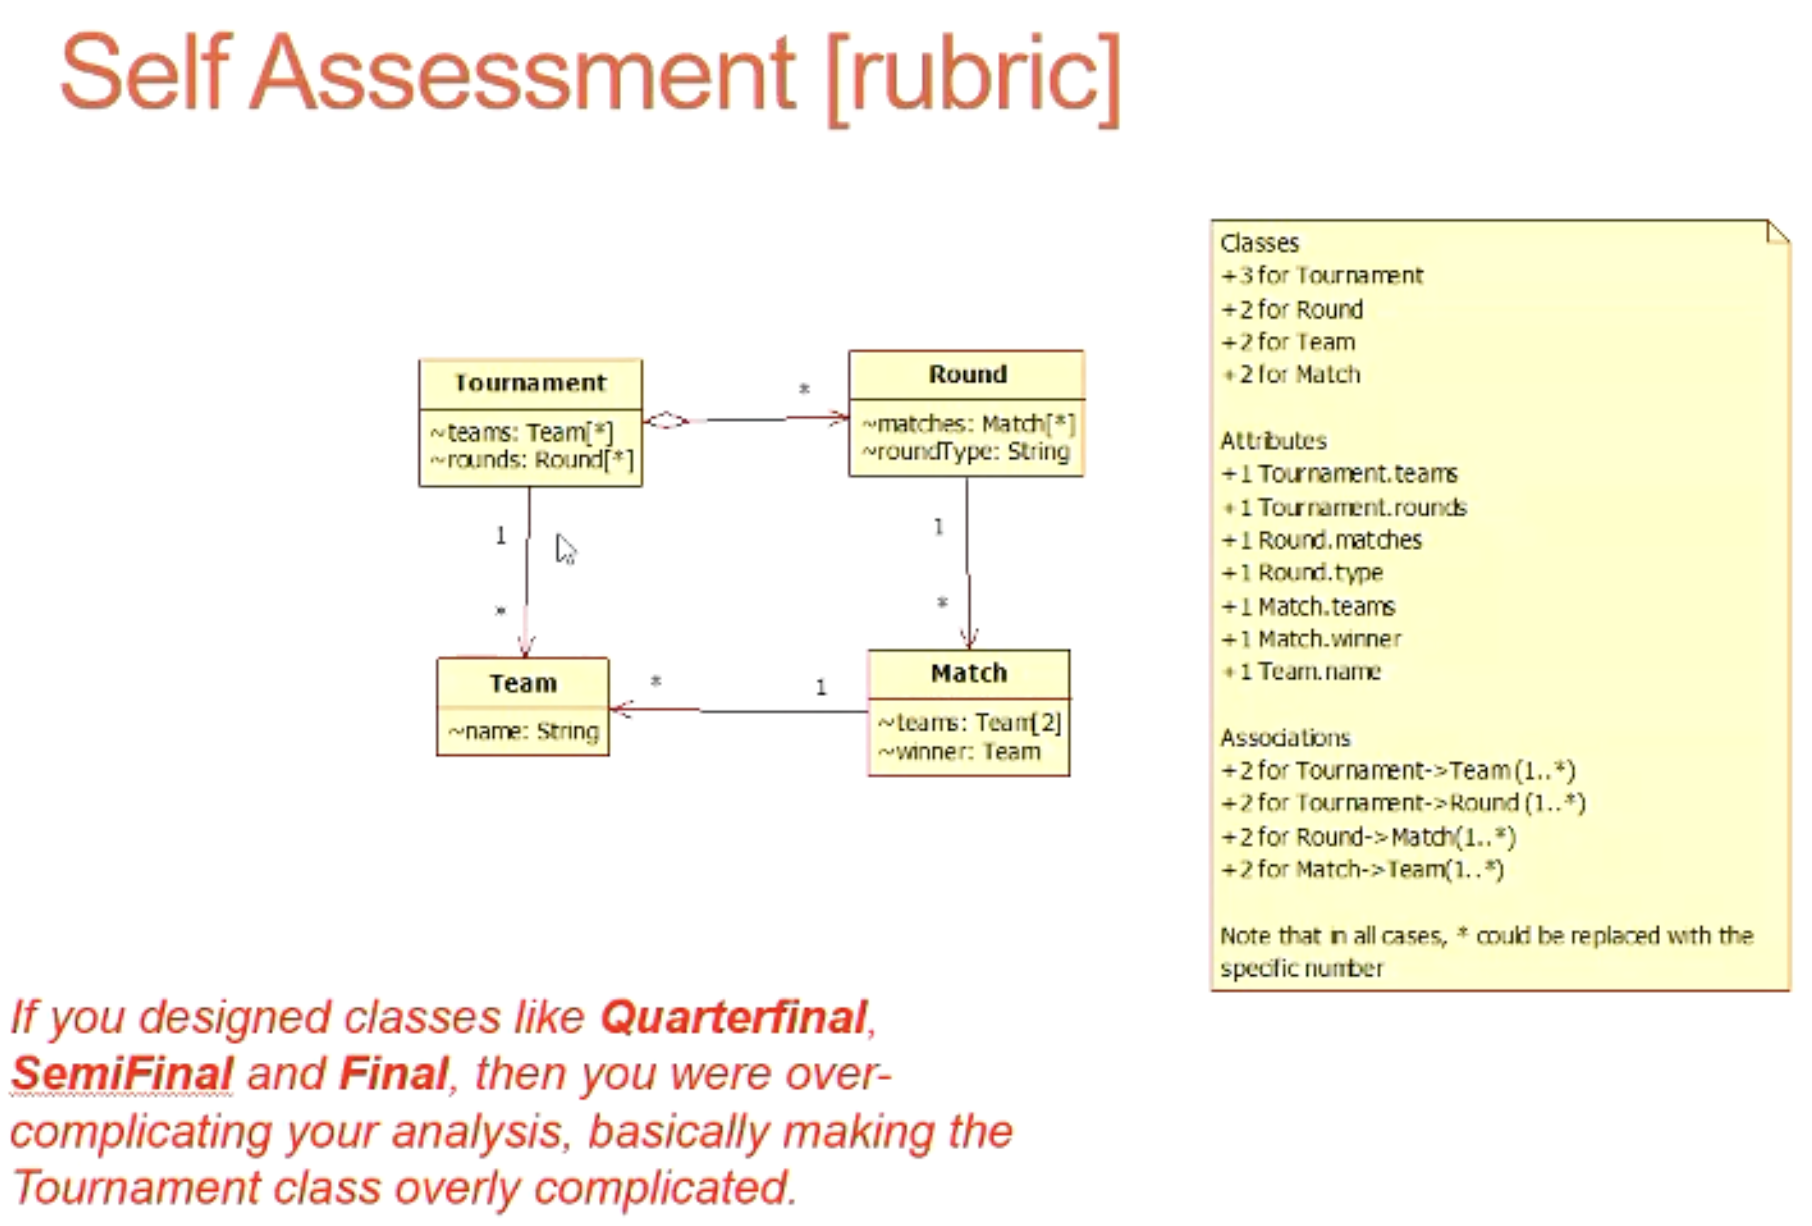 Self Assessment [rubric]
Tournament
~teams: Team[*]
~rounds: Round[*]
*
Round
~matches: Match[*]
~roundType: String
1
*
1
*
Team
~name: String
*
1
Match
~teams: Team[2]
~winner: Team
Classes
+3 for Tournament
+2 for Round
+2 for Team
+2 for Match
Attributes
+1 Tournament.teams
+1 Tournament.rounds
+1 Round.matches
+1 Round.type
+1 Match.teams
+1 Match.winner
+1 Team.name
Associations
+2 for Tournament->Team (1..*)
+2 for Tournament->Round (1..*)
+2 for Round->Match(1..*)
+2 for Match->Team(1..*)
Note that in all cases, * could be replaced with the
specific number
If you designed classes like Quarterfinal,
SemiFinal and Final, then you were over-
complicating your analysis, basically making the
Tournament class overly complicated.